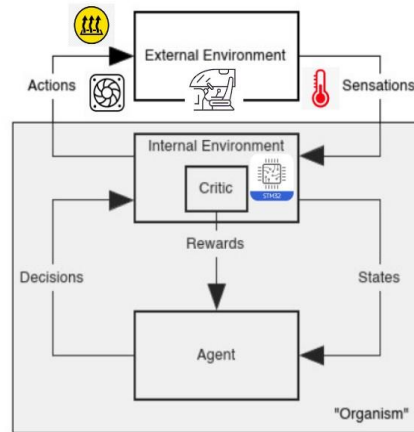 External Environment
Actions
Sensations
Internal Environment
Critic
STM32
Rewards
Decisions
States
Agent
"Organism"